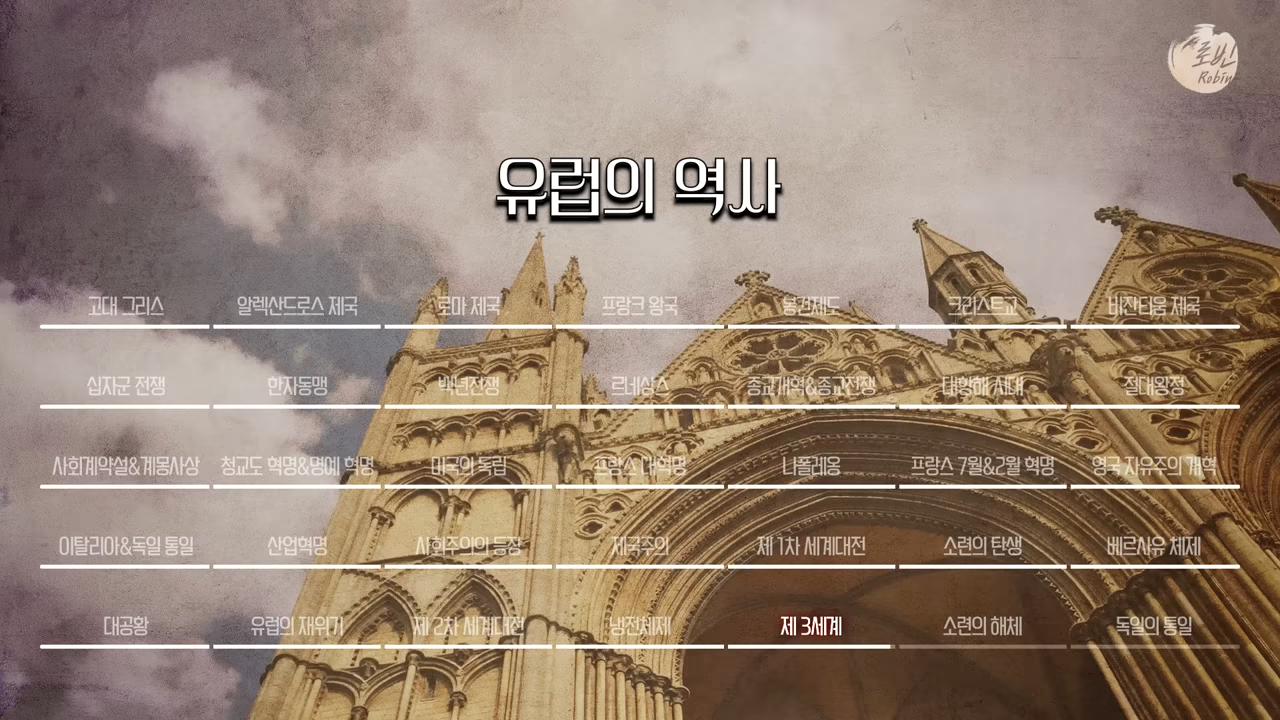 로빈
Robin
유럽의 역사
고대 그리스 알렉산드로스 제국 로마 제국 프랑크 왕국 봉건제도 크리스트교 비잔티움 제국
십자군 전쟁 한자동맹 백년전쟁 르네상스 종교개혁&종교전쟁 대항해 시대 절대왕정
사회계약설&계몽사상 청교도 혁명&명예 혁명 미국의 독립 프랑스 대혁명 나폴레옹 프랑스 7월&2월 혁명 영국 자유주의 개혁
이탈리아&독일 통일 산업혁명 사회주의의 등장 제국주의 제 1차 세계대전 소련의 탄생 베르사유 체제
대공황 유럽의 재위기 제 2차 세계대전 냉전체제 제 3세계 소련의 해체 독일의 통일